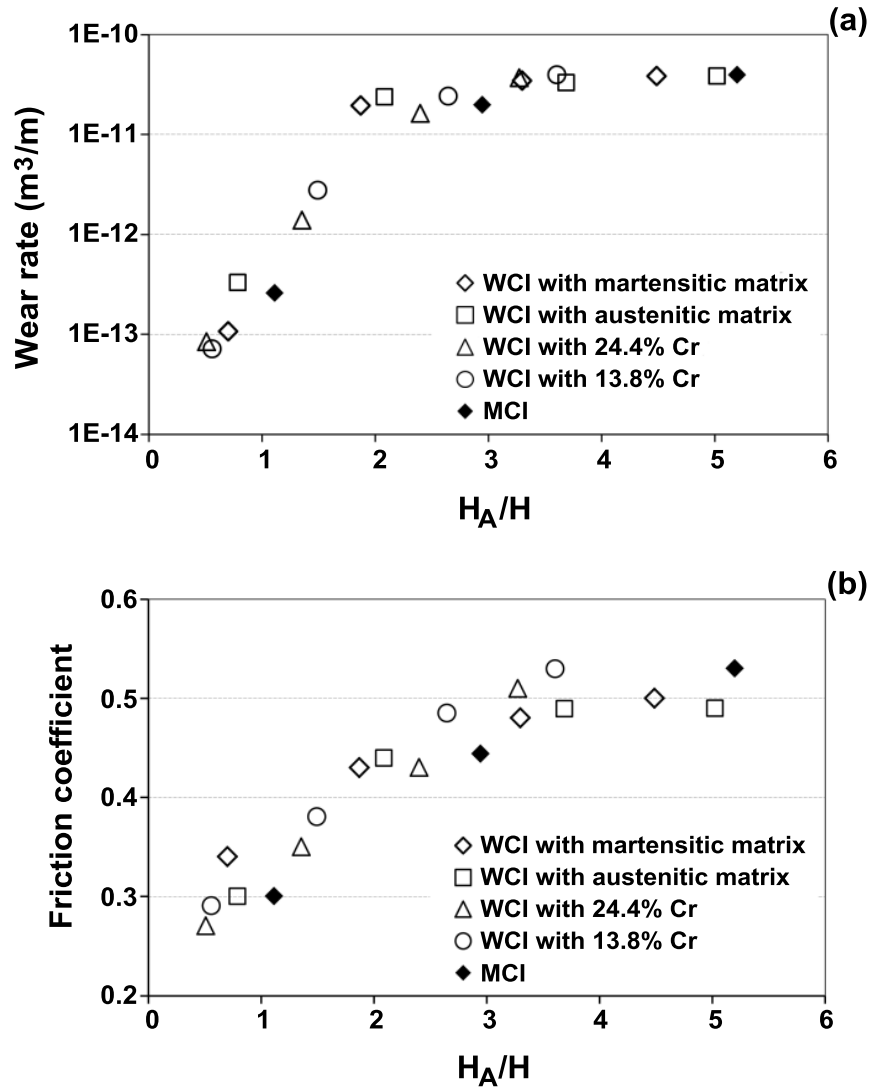 (a)
1E-10
1E-11
1E-12
1E-13
1E-14
Wear rate (m³/m)
WCI with martensitic matrix
WCI with austenitic matrix
WCI with 24.4% Cr
WCI with 13.8% Cr
MCI
0 1 2 3 4 5 6
H_A/H
(b)
0.6
0.5
0.4
0.3
0.2
Friction coefficient
WCI with martensitic matrix
WCI with austenitic matrix
WCI with 24.4% Cr
WCI with 13.8% Cr
MCI
0 1 2 3 4 5 6
H_A/H